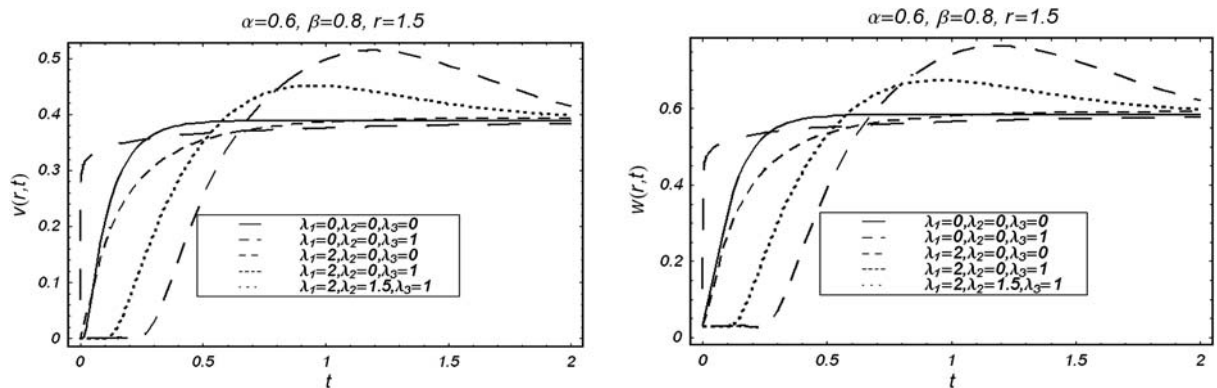 α=0.6, β=0.8, r=1.5
v(r,t)
0.5
0.4
0.3
0.2
0.1
0
λ1=0,λ2=0,λ3=0
λ1=0,λ2=0,λ3=1
λ1=2,λ2=0,λ3=0
λ1=2,λ2=0,λ3=1
λ1=2,λ2=1.5,λ3=1
0 0.5 1 1.5 2
t
α=0.6, β=0.8, r=1.5
w(r,t)
0.6
0.4
0.2
0
λ1=0,λ2=0,λ3=0
λ1=0,λ2=0,λ3=1
λ1=2,λ2=0,λ3=0
λ1=2,λ2=0,λ3=1
λ1=2,λ2=1.5,λ3=1
0 0.5 1 1.5 2
t